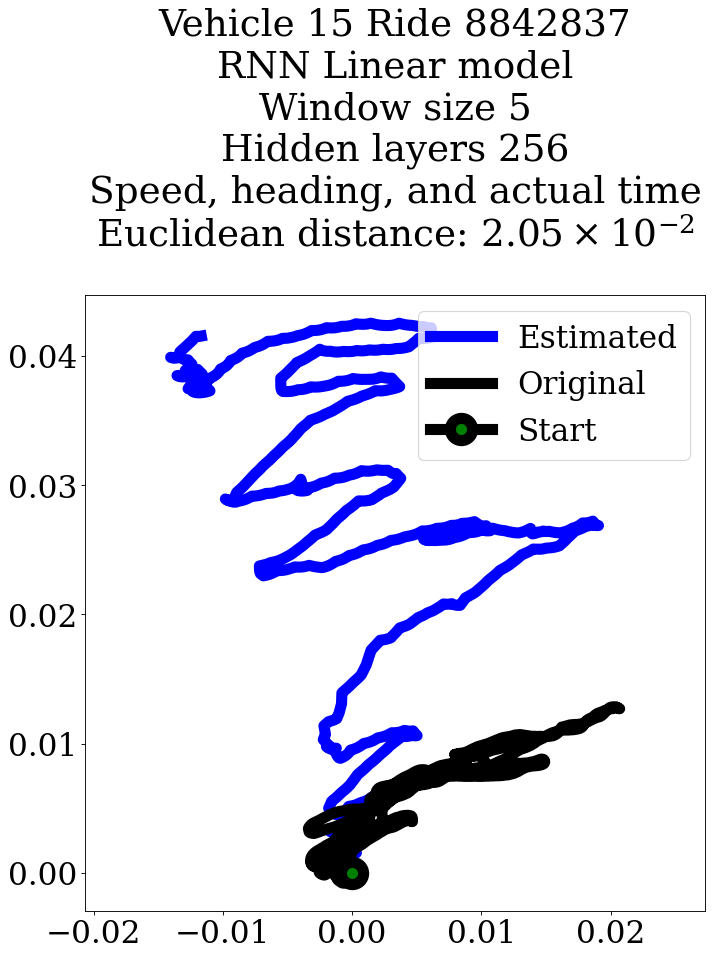 Vehicle 15 Ride 8842837
RNN Linear model
Window size 5
Hidden layers 256
Speed, heading, and actual time
Euclidean distance: 2.05 × 10⁻²
Estimated
Original
Start
0.04
0.03
0.02
0.01
0.00
−0.02 −0.01 0.00 0.01 0.02